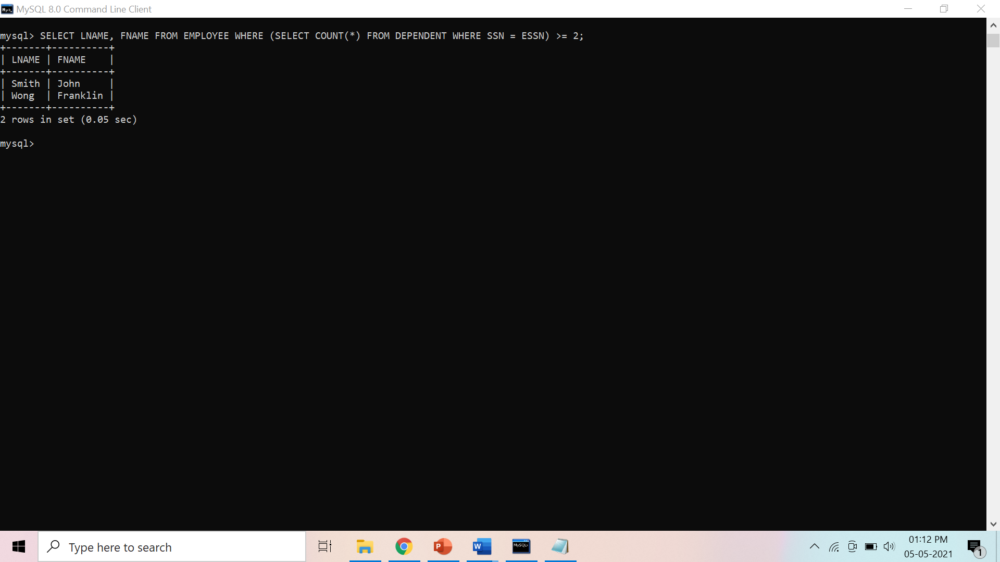 MySQL 8.0 Command Line Client
mysql> SELECT LNAME, FNAME FROM EMPLOYEE WHERE (SELECT COUNT(*) FROM DEPENDENT WHERE SSN = ESSN) >= 2;
+-------+----------+
| LNAME | FNAME    |
+-------+----------+
| Smith | John     |
| Wong  | Franklin |
+-------+----------+
2 rows in set (0.05 sec)
mysql>
Type here to search
P
W
MySQL>
01:12 PM
05-05-2021
1